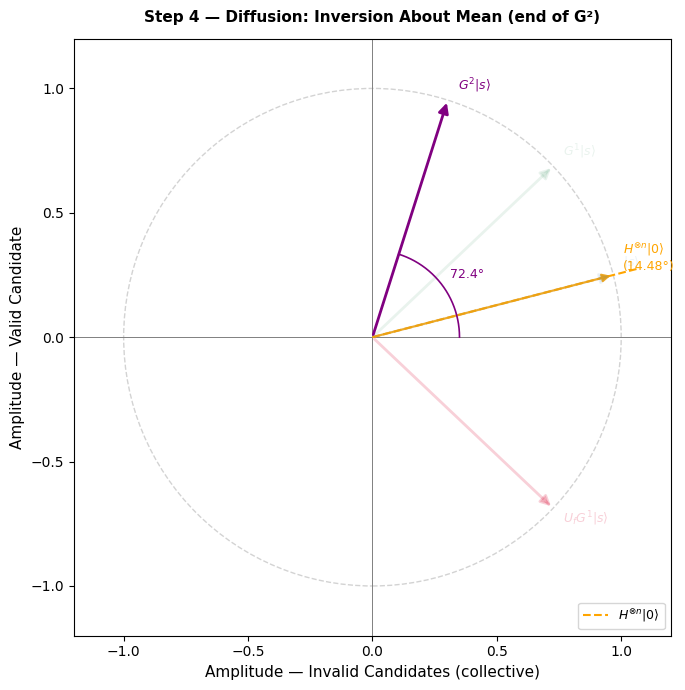 Step 4 — Diffusion: Inversion About Mean (end of G²)
G²|s⟩
G¹|s⟩
H⊗ⁿ|0⟩
(14.48°)
72.4°
U_f G¹|s⟩
H⊗ⁿ|0⟩
1.0
0.5
0.0
−0.5
−1.0
−1.0
−0.5
0.0
0.5
1.0
Amplitude — Valid Candidate
Amplitude — Invalid Candidates (collective)